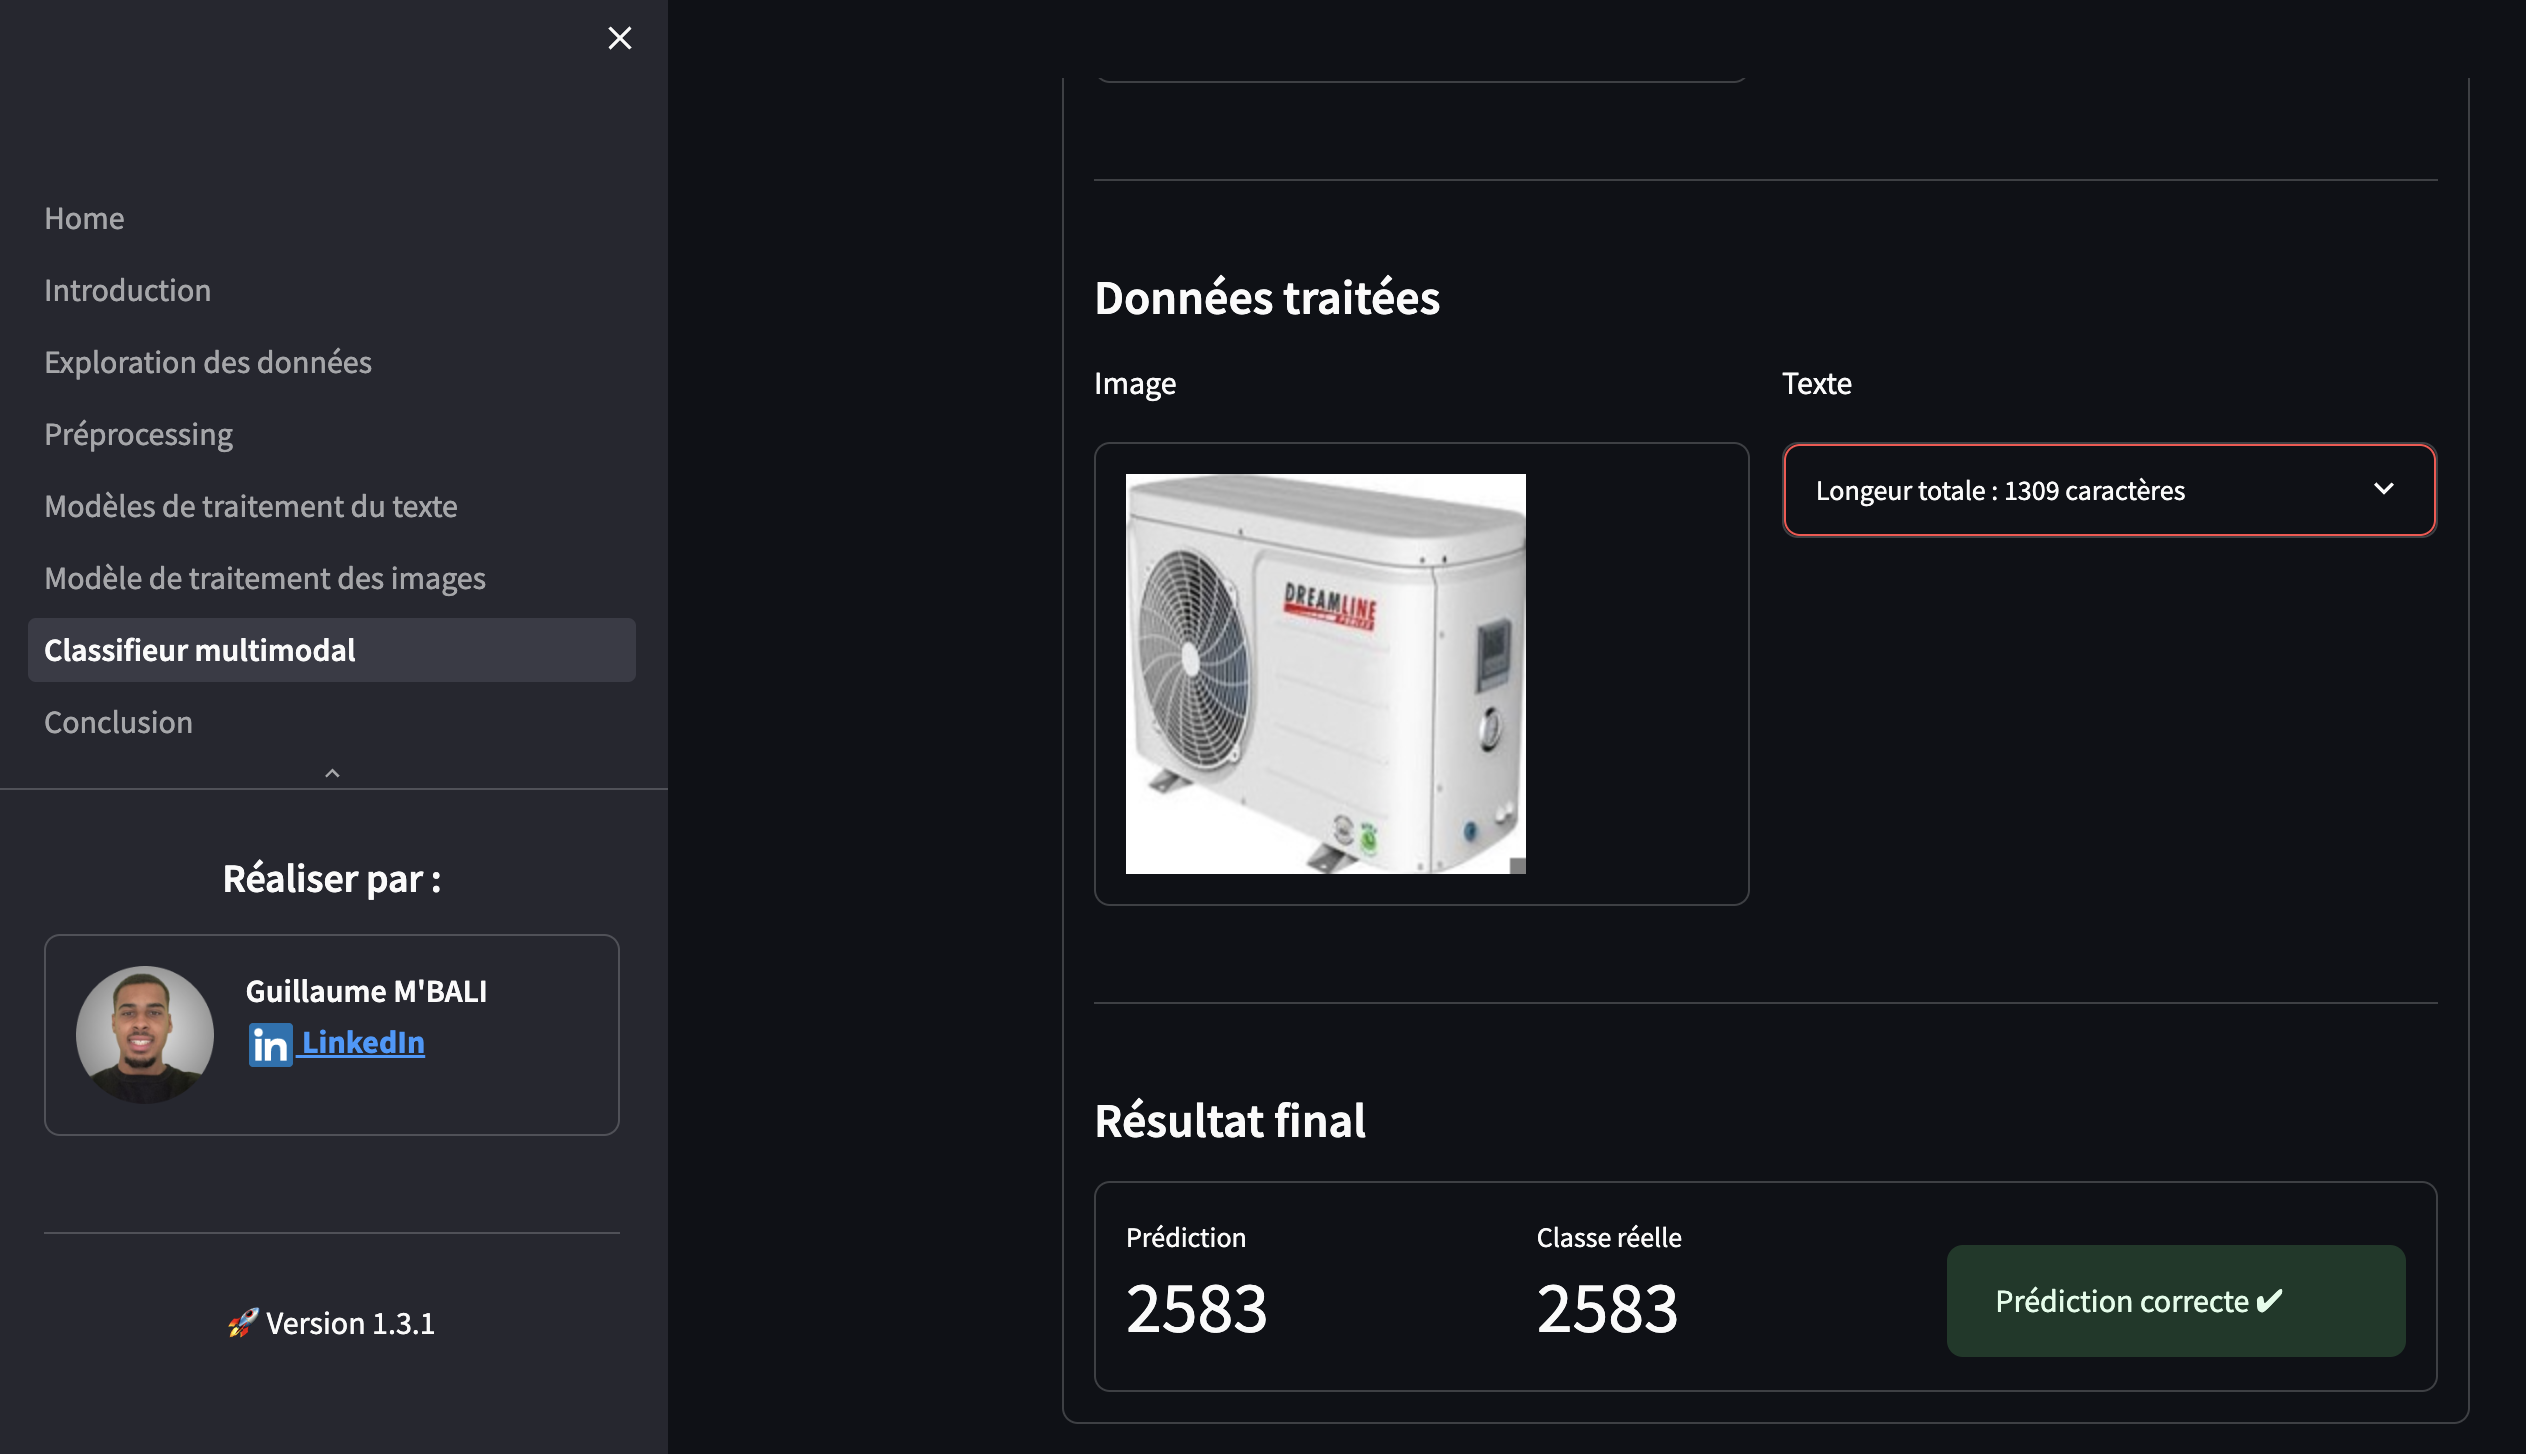 Home
Introduction
Exploration des données
Préprocessing
Modèles de traitement du texte
Modèle de traitement des images
Classifieur multimodal
Conclusion
Réaliser par :
Guillaume M'BALI
in LinkedIn
🚀 Version 1.3.1
Données traitées
Image
Texte
DREAMLINE
Longeur totale : 1309 caractères
Résultat final
Prédiction
Classe réelle
2583
2583
Prédiction correcte ✔